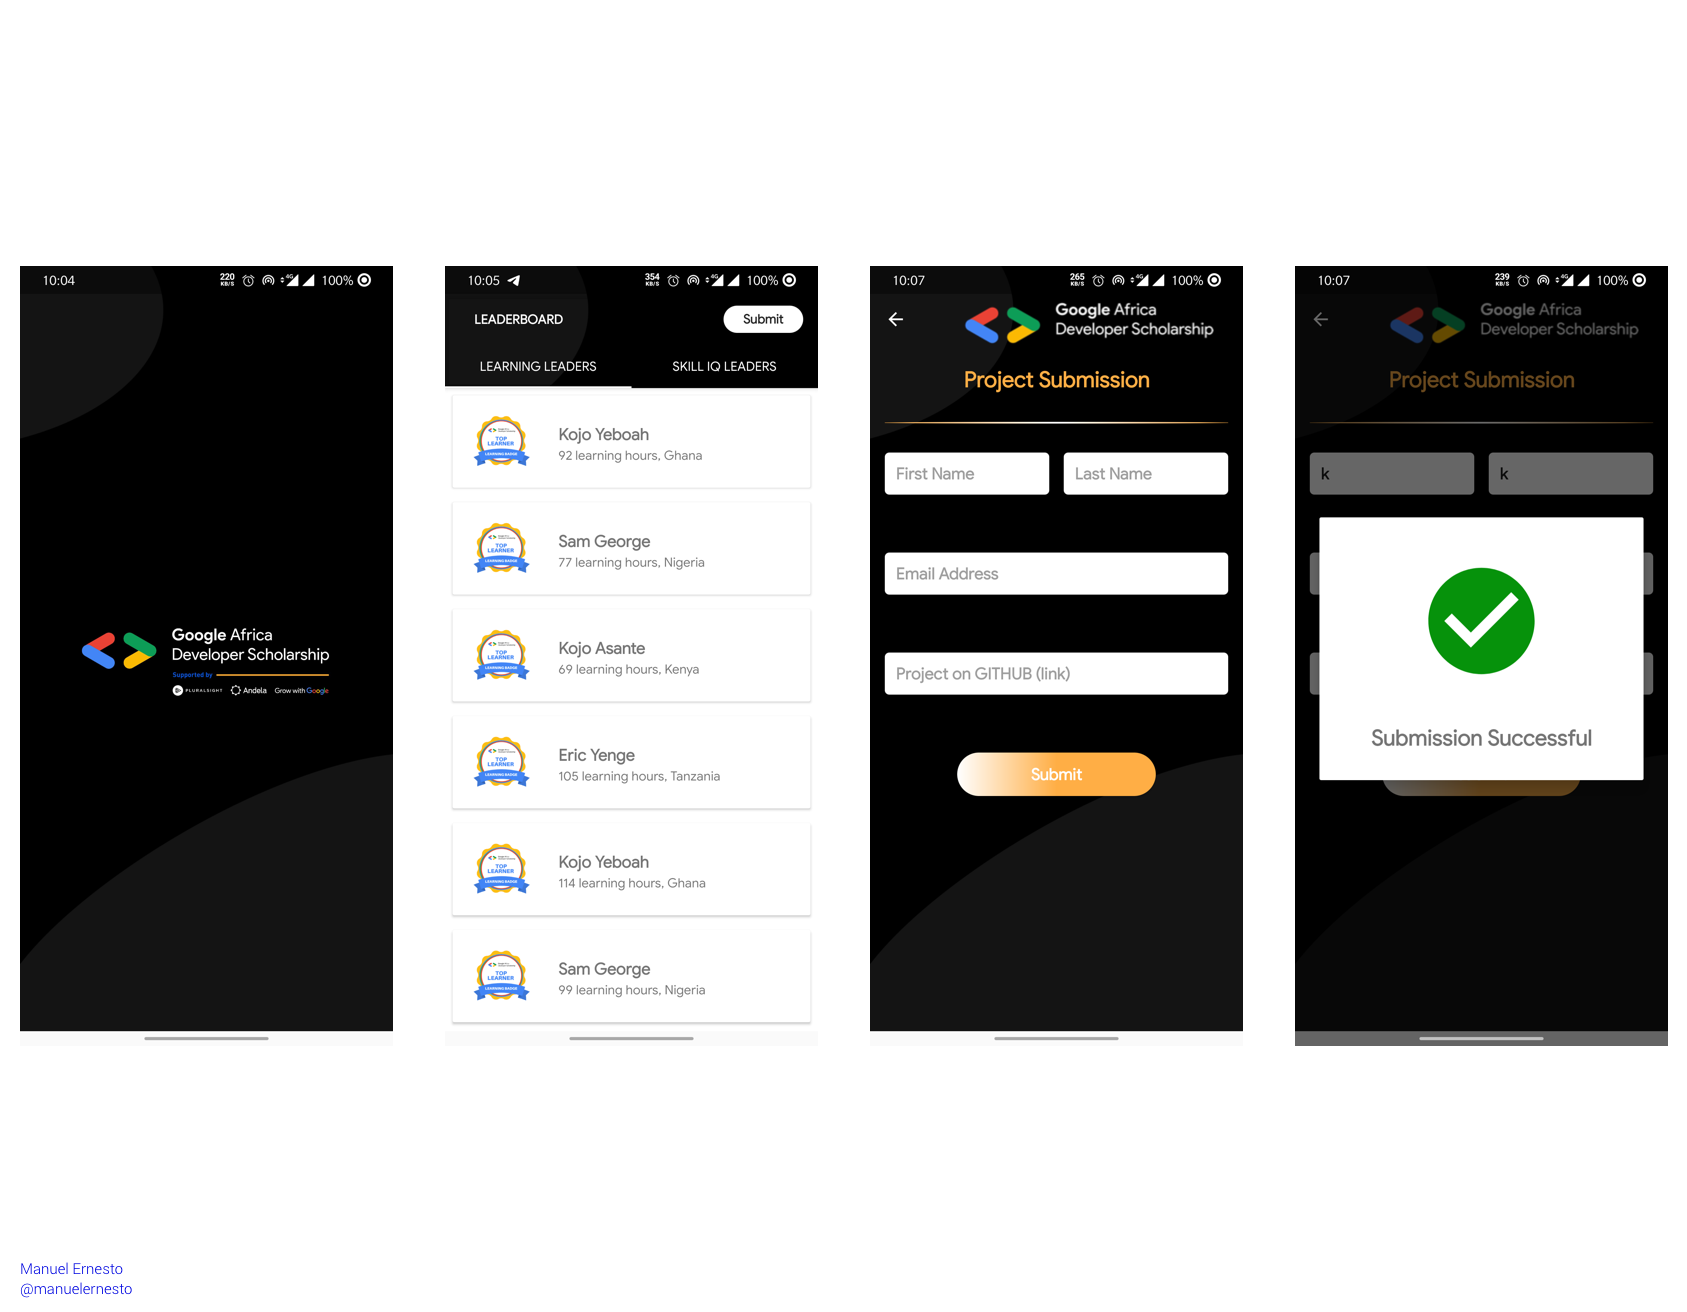 10:04
220
KB/S
4G
100%
Google Africa
Developer Scholarship
Supported by
PLURALSIGHT
Andela
Grow with Google
10:05
354
KB/S
4G
100%
LEADERBOARD
Submit
LEARNING LEADERS
SKILL IQ LEADERS
TOP
LEARNER
LEARNING BADGE
Kojo Yeboah
92 learning hours, Ghana
TOP
LEARNER
LEARNING BADGE
Sam George
77 learning hours, Nigeria
TOP
LEARNER
LEARNING BADGE
Kojo Asante
69 learning hours, Kenya
TOP
LEARNER
LEARNING BADGE
Eric Yenge
105 learning hours, Tanzania
TOP
LEARNER
LEARNING BADGE
Kojo Yeboah
114 learning hours, Ghana
TOP
LEARNER
LEARNING BADGE
Sam George
99 learning hours, Nigeria
10:07
265
KB/S
4G
100%
Google Africa
Developer Scholarship
Project Submission
First Name
Last Name
Email Address
Project on GITHUB (link)
Submit
10:07
239
KB/S
4G
100%
Google Africa
Developer Scholarship
Project Submission
k
k
Submission Successful
Manuel Ernesto
@manuelernesto